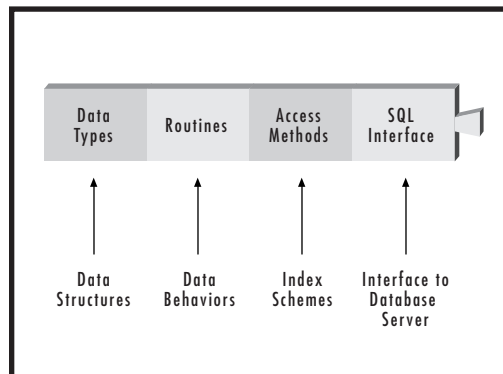 Data
Types
Routines
Access
Methods
SQL
Interface
Data
Structures
Data
Behaviors
Index
Schemes
Interface to
Database
Server